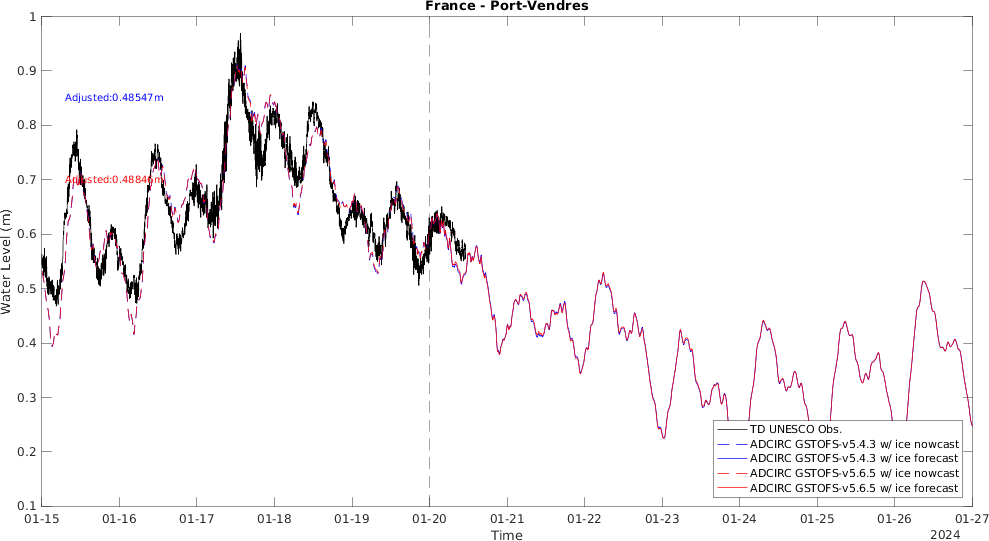 France - Port-Vendres
Water Level (m)
1
0.9
0.8
0.7
0.6
0.5
0.4
0.3
0.2
0.1
Adjusted:0.48547m
Adjusted:0.48846m
TD UNESCO Obs.
ADCIRC GSTOFS-v5.4.3 w/ ice nowcast
ADCIRC GSTOFS-v5.4.3 w/ ice forecast
ADCIRC GSTOFS-v5.6.5 w/ ice nowcast
ADCIRC GSTOFS-v5.6.5 w/ ice forecast
01-15 01-16 01-17 01-18 01-19 01-20 01-21 01-22 01-23 01-24 01-25 01-26 01-27
Time
2024